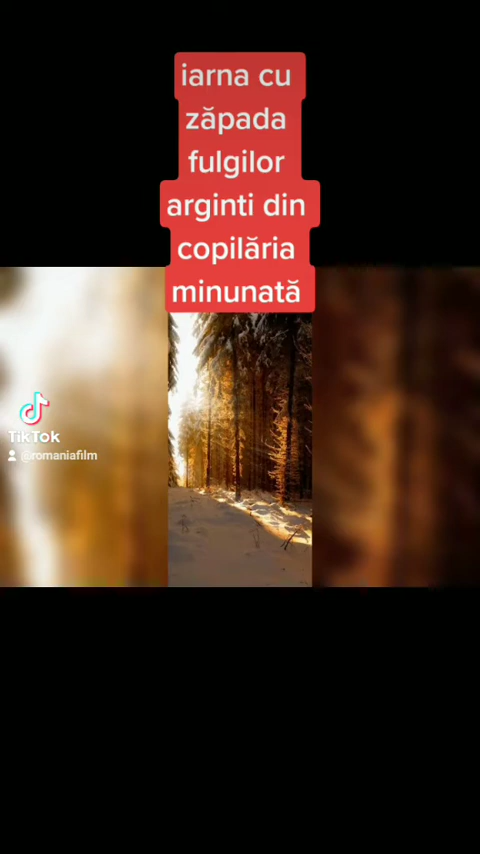 iarna cu
zăpada
fulgilor
arginti din
copilăria
minunată
TikTok
@romaniafilm